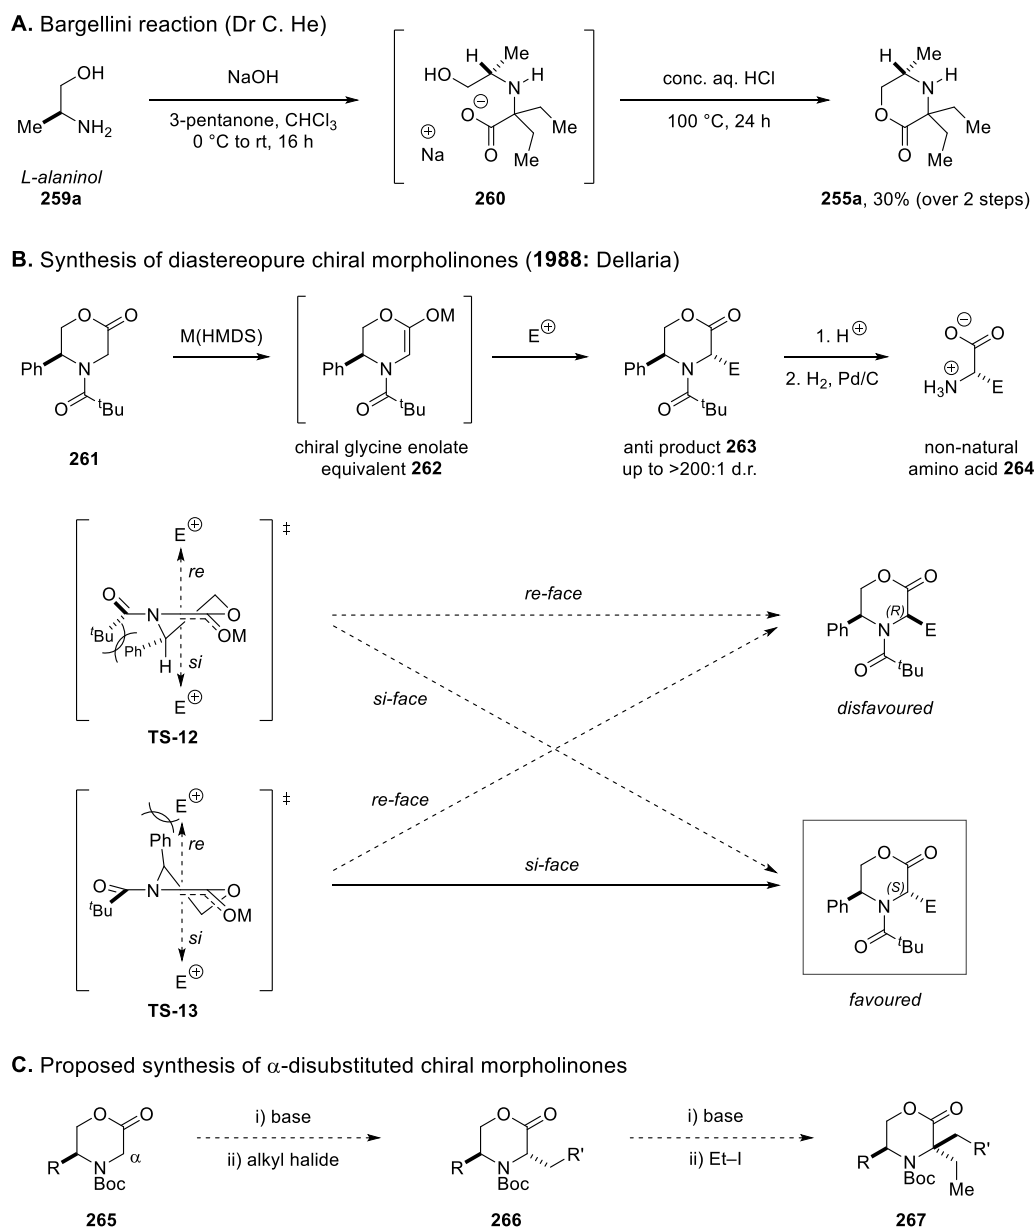 A. Bargellini reaction (Dr C. He)
OH
Me
NH2
L-alaninol
259a
NaOH
3-pentanone, CHCl3
0 °C to rt, 16 h
H
Me
HO
N
H
O⊖
O
Me
Me
⊕
Na
260
conc. aq. HCl
100 °C, 24 h
H
Me
N
H
O
O
Me
Me
255a, 30% (over 2 steps)
B. Synthesis of diastereopure chiral morpholinones (1988: Dellaria)
O
O
Ph
N
O
tBu
261
M(HMDS)
O
OM
Ph
N
O
tBu
chiral glycine enolate
equivalent 262
E⊕
O
O
Ph
N
E
O
tBu
anti product 263
up to >200:1 d.r.
1. H⊕
2. H2, Pd/C
O⊖
O
⊕
H3N
E
non-natural
amino acid 264
E⊕
‡
re
O
N
O
tBu
OM
Ph
si
H
E⊕
TS-12
re-face
si-face
O
O
(R)
Ph
N
E
O
tBu
disfavoured
E⊕
‡
Ph
re
O
N
O
tBu
OM
si
E⊕
TS-13
re-face
si-face
O
O
(S)
Ph
N
E
O
tBu
favoured
C. Proposed synthesis of α-disubstituted chiral morpholinones
O
O
R
N
α
Boc
265
i) base
ii) alkyl halide
O
O
R
N
R'
Boc
266
i) base
ii) Et–I
O
O
R
N
R'
Boc
Me
267